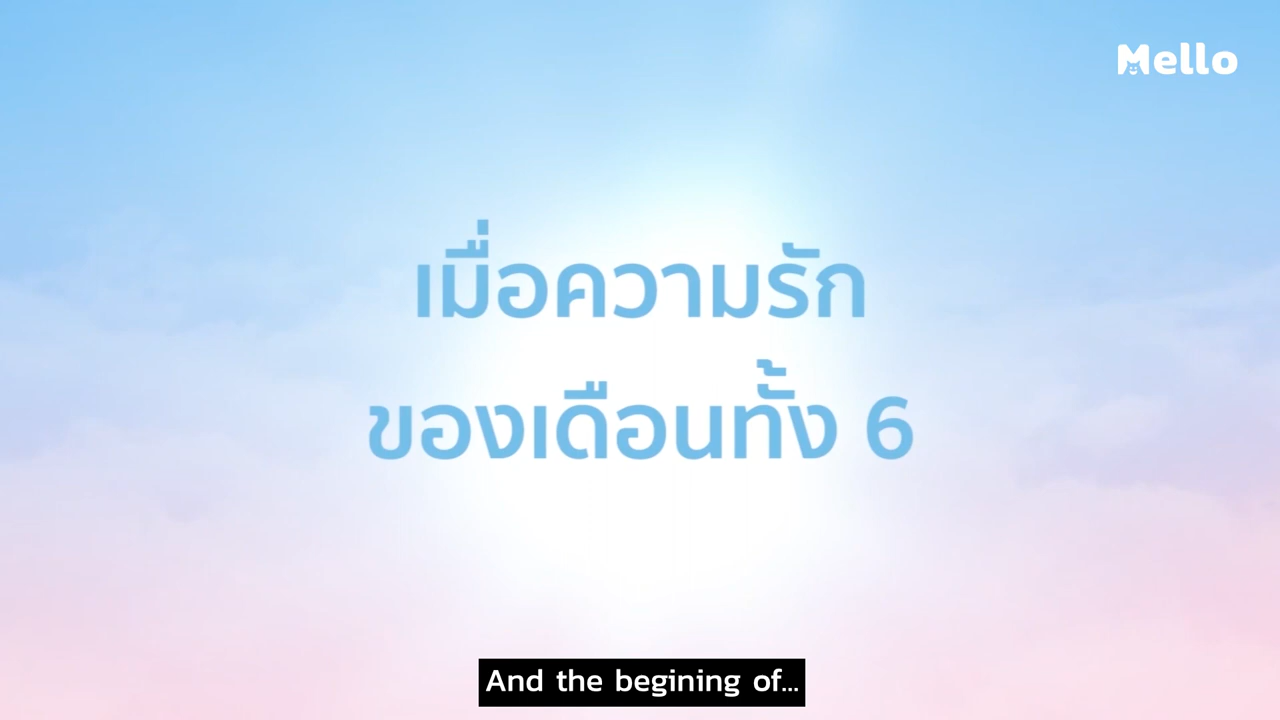 Mello
เมื่อความรัก
ของเดือนทั้ง 6
And the begining of...